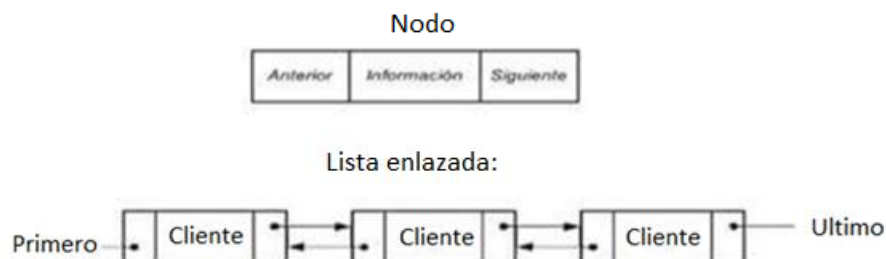 Nodo
Anterior Información Siguiente
Lista enlazada:
Primero Cliente Cliente Cliente Ultimo